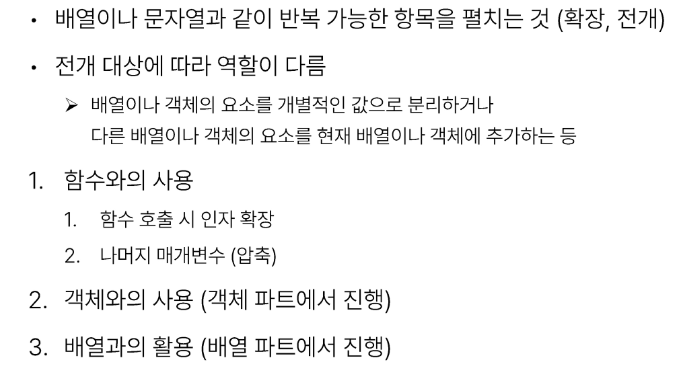 • 배열이나 문자열과 같이 반복 가능한 항목을 펼치는 것 (확장, 전개)
• 전개 대상에 따라 역할이 다름
➢ 배열이나 객체의 요소를 개별적인 값으로 분리하거나
다른 배열이나 객체의 요소를 현재 배열이나 객체에 추가하는 등
1. 함수와의 사용
1. 함수 호출 시 인자 확장
2. 나머지 매개변수 (압축)
2. 객체와의 사용 (객체 파트에서 진행)
3. 배열과의 활용 (배열 파트에서 진행)